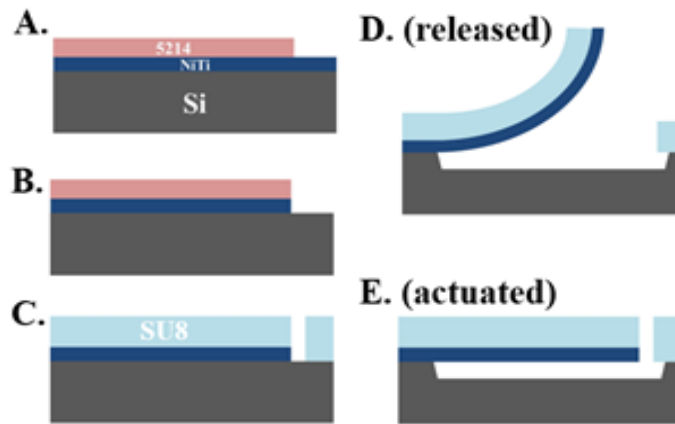 A.
5214
NiTi
Si
B.
C.
SU8
D. (released)
E. (actuated)